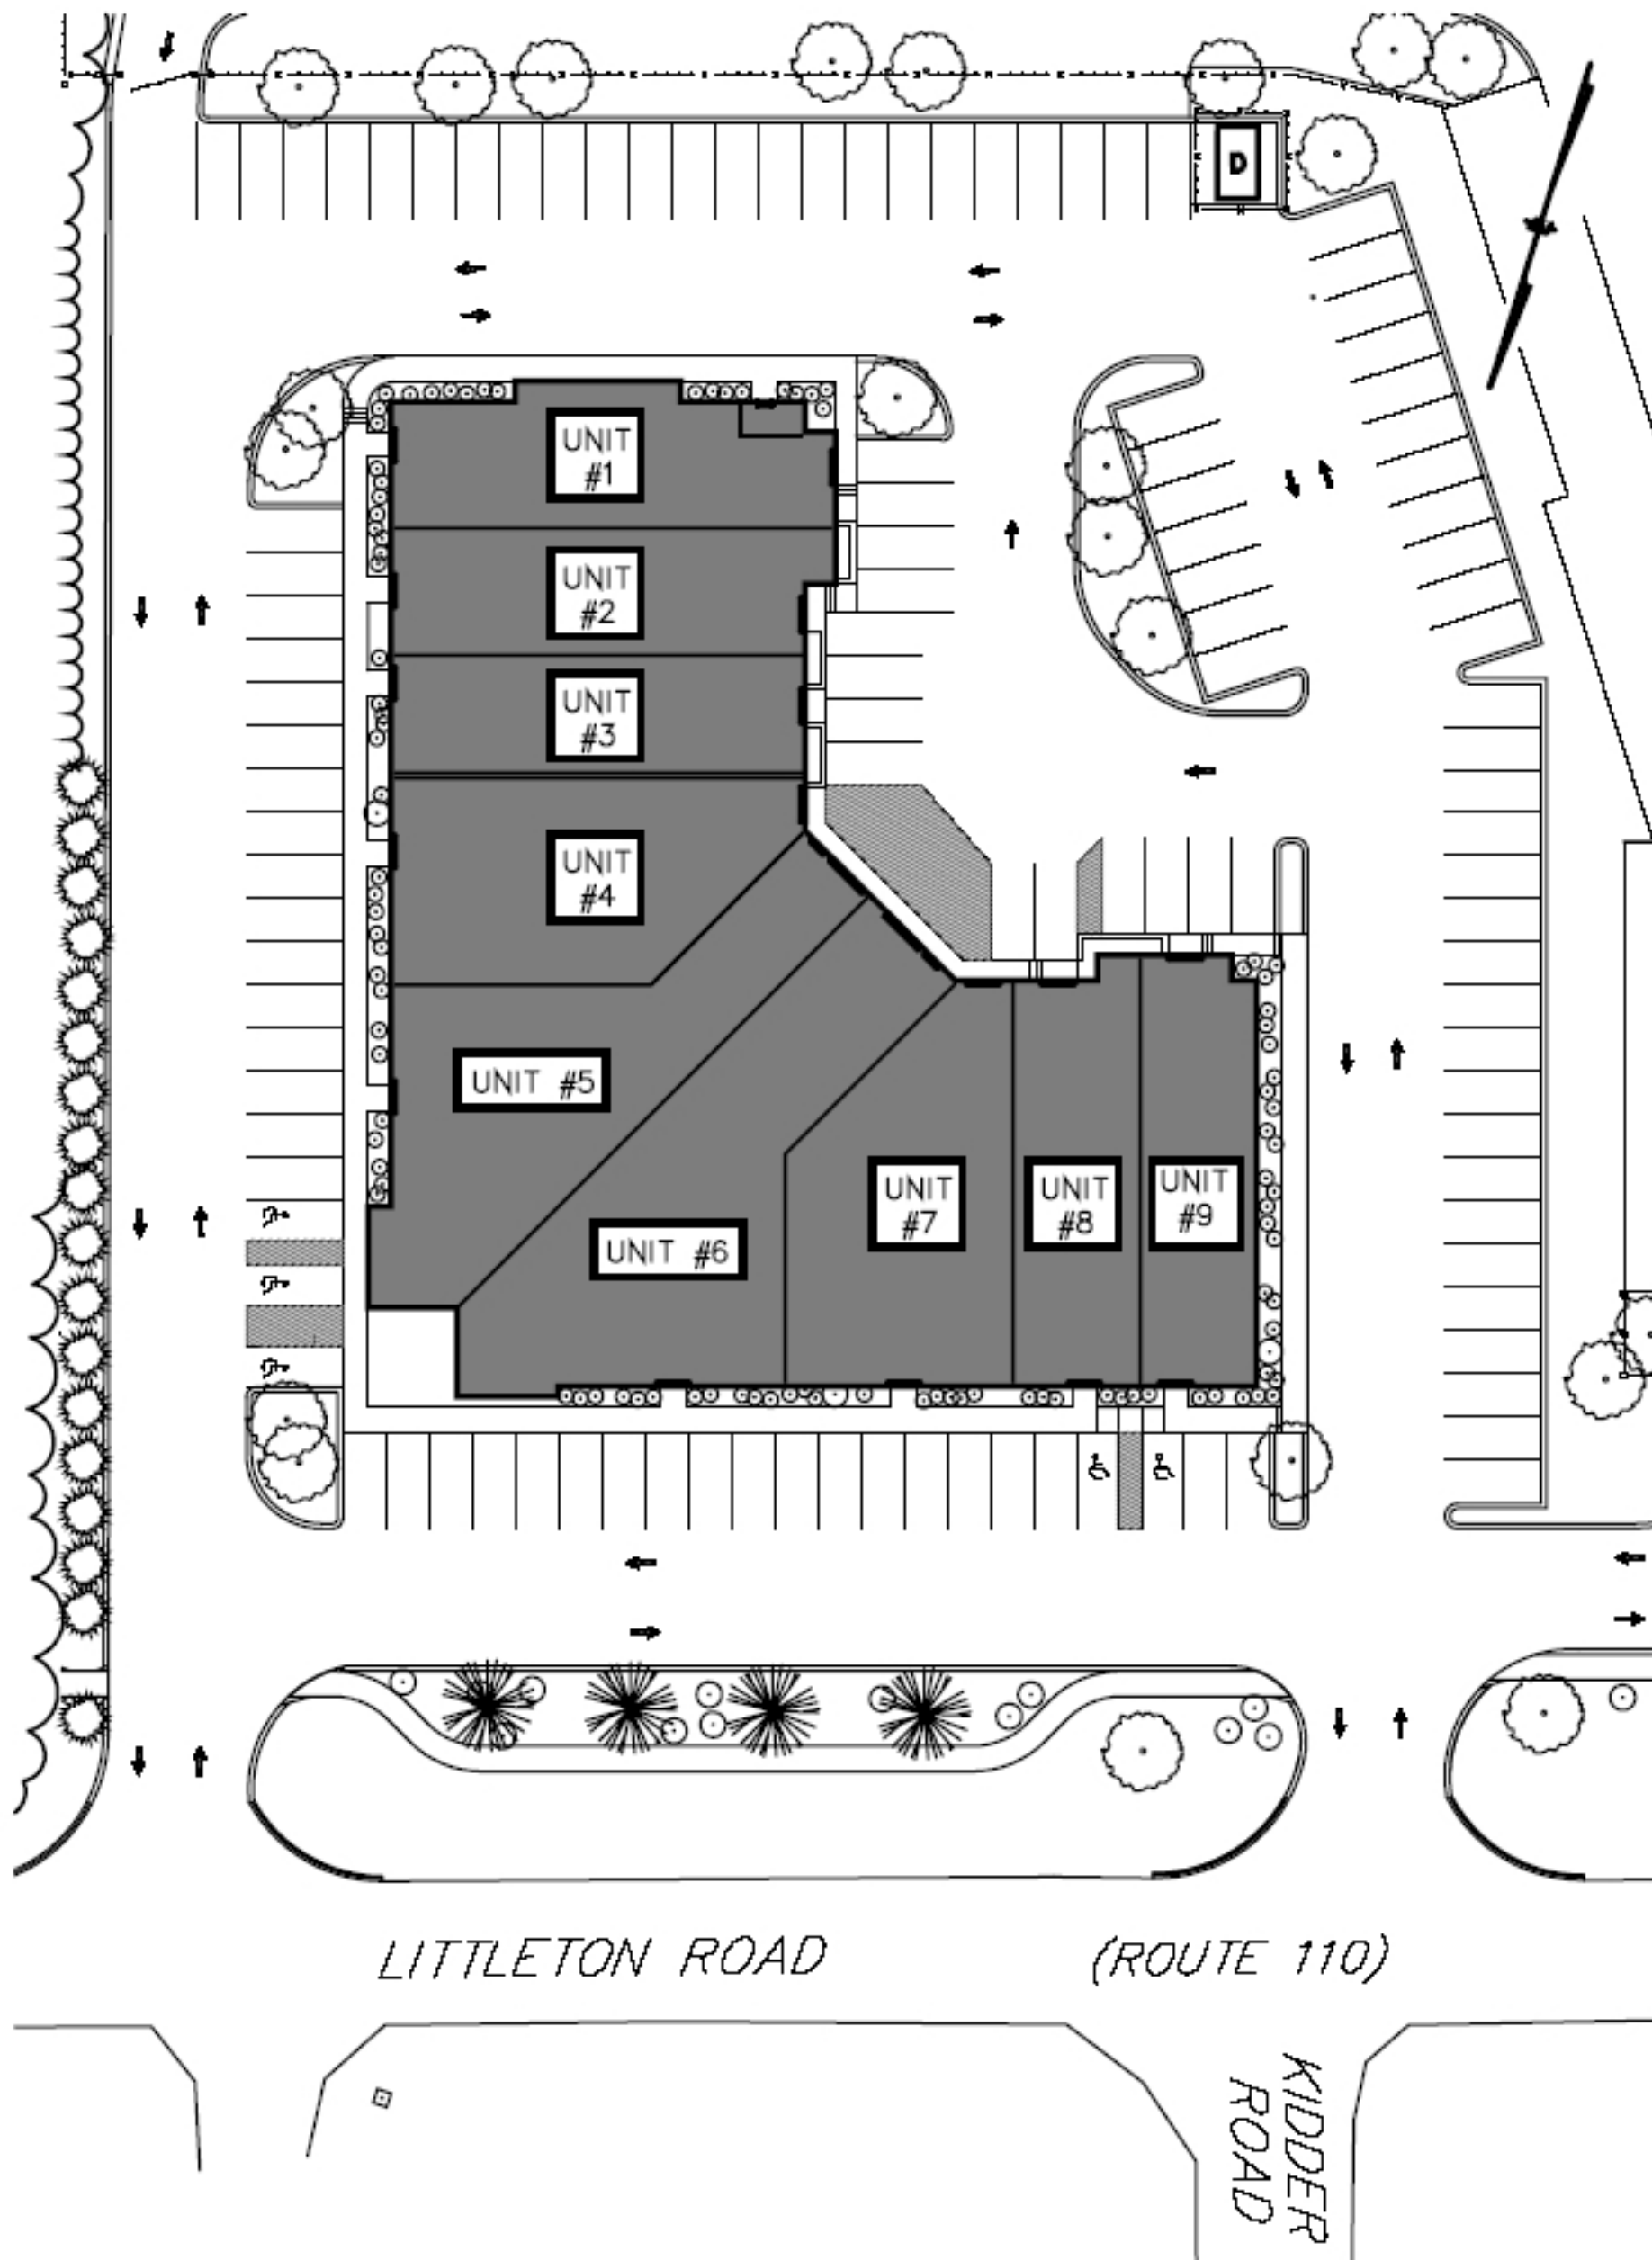 D
UNIT
#1
UNIT
#2
UNIT
#3
UNIT
#4
UNIT #5
UNIT #6
UNIT
#7
UNIT
#8
UNIT
#9
LITTLETON ROAD (ROUTE 110)
KIDDER
ROAD